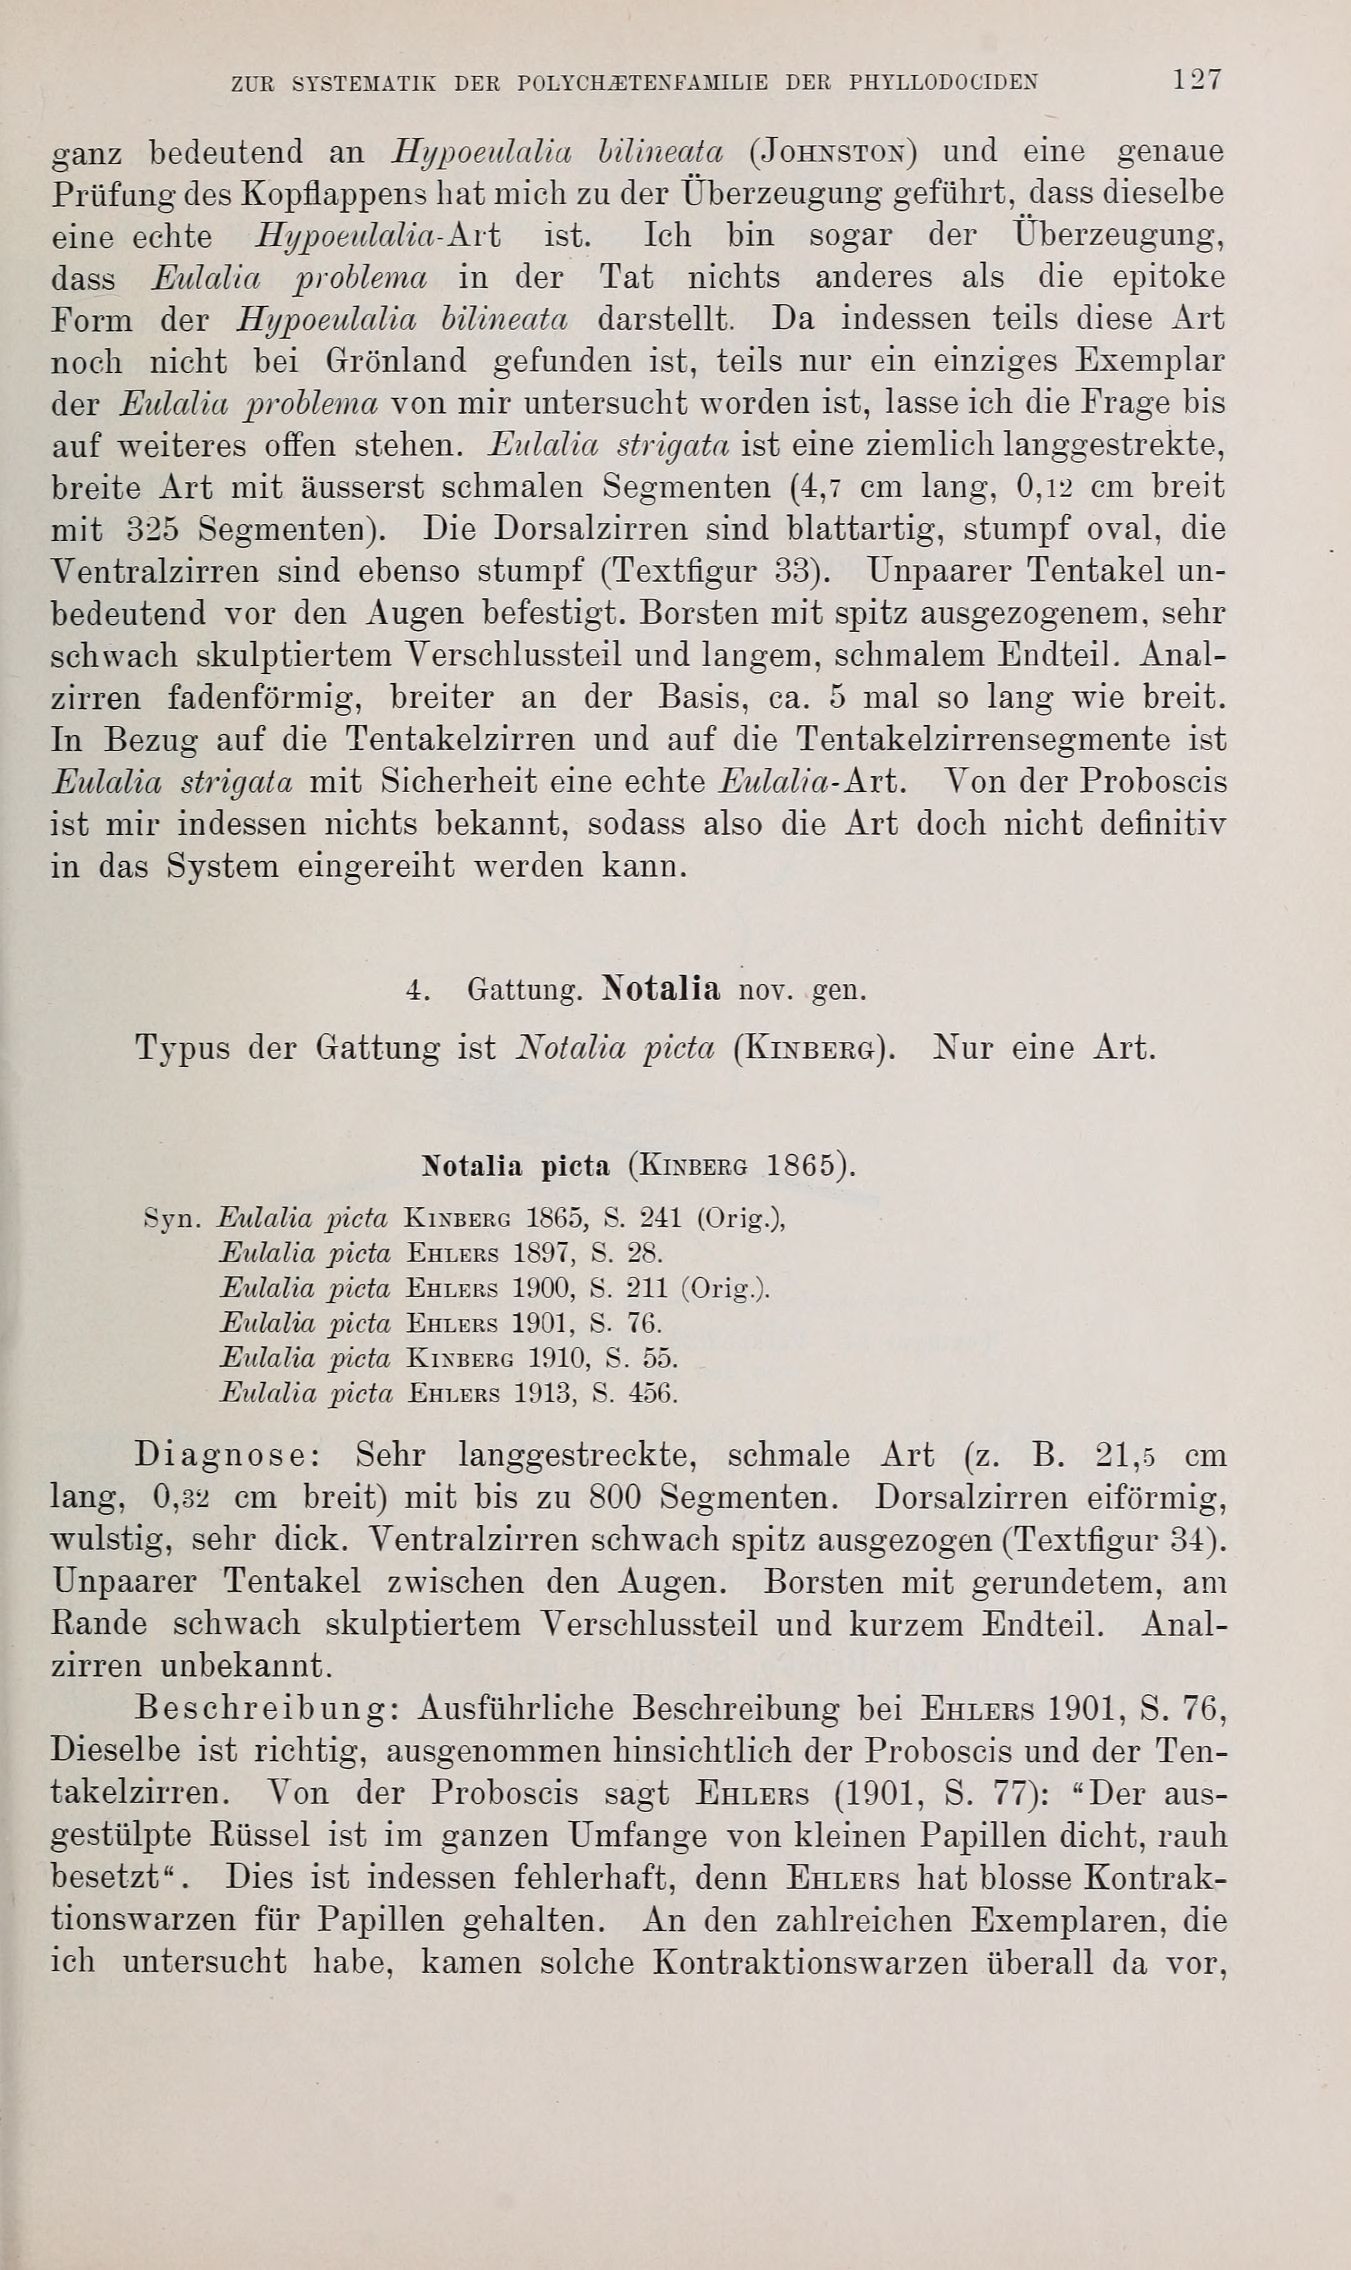 ZUR SYSTEMATIK DER POLYCHÆTENFAMILIE DER PHYLLODOCIDEN 127
ganz bedeutend an Hypoeulalia bilineata (JOHNSTON) und eine genaue
Prüfung des Kopflappens hat mich zu der Überzeugung geführt, dass dieselbe
eine echte Hypoeulalia-Art ist. Ich bin sogar der Überzeugung,
dass Eulalia problema in der Tat nichts anderes als die epitoke
Form der Hypoeulalia bilineata darstellt. Da indessen teils diese Art
noch nicht bei Grönland gefunden ist, teils nur ein einziges Exemplar
der Eulalia problema von mir untersucht worden ist, lasse ich die Frage bis
auf weiteres offen stehen. Eulalia strigata ist eine ziemlich langgestrekte,
breite Art mit äusserst schmalen Segmenten (4,7 cm lang, 0,12 cm breit
mit 325 Segmenten). Die Dorsalzirren sind blattartig, stumpf oval, die
Ventralzirren sind ebenso stumpf (Textfigur 33). Unpaarer Tentakel un-
bedeutend vor den Augen befestigt. Borsten mit spitz ausgezogenem, sehr
schwach skulptiertem Verschlussteil und langem, schmalem Endteil. Anal-
zirren fadenförmig, breiter an der Basis, ca. 5 mal so lang wie breit.
In Bezug auf die Tentakelzirren und auf die Tentakelzirrensegmente ist
Eulalia strigata mit Sicherheit eine echte Eulalia-Art. Von der Proboscis
ist mir indessen nichts bekannt, sodass also die Art doch nicht definitiv
in das System eingereiht werden kann.
4. Gattung. Notalia nov. gen.
Typus der Gattung ist Notalia picta (KINBERG). Nur eine Art.
Notalia picta (KINBERG 1865).
Syn. Eulalia picta KINBERG 1865, S. 241 (Orig.),
Eulalia picta EHLERS 1897, S. 28.
Eulalia picta EHLERS 1900, S. 211 (Orig.).
Eulalia picta EHLERS 1901, S. 76.
Eulalia picta KINBERG 1910, S. 55.
Eulalia picta EHLERS 1913, S. 456.
Diagnose: Sehr langgestreckte, schmale Art (z. B. 21,5 cm
lang, 0,32 cm breit) mit bis zu 800 Segmenten. Dorsalzirren eiförmig,
wulstig, sehr dick. Ventralzirren schwach spitz ausgezogen (Textfigur 34).
Unpaarer Tentakel zwischen den Augen. Borsten mit gerundetem, am
Rande schwach skulptiertem Verschlussteil und kurzem Endteil. Anal-
zirren unbekannt.
Beschreibung: Ausführliche Beschreibung bei EHLERS 1901, S. 76,
Dieselbe ist richtig, ausgenommen hinsichtlich der Proboscis und der Ten-
takelzirren. Von der Proboscis sagt EHLERS (1901, S. 77): “Der aus-
gestülpte Rüssel ist im ganzen Umfange von kleinen Papillen dicht, rauh
besetzt“. Dies ist indessen fehlerhaft, denn EHLERS hat blosse Kontrak-
tionswarzen für Papillen gehalten. An den zahlreichen Exemplaren, die
ich untersucht habe, kamen solche Kontraktionswarzen überall da vor,